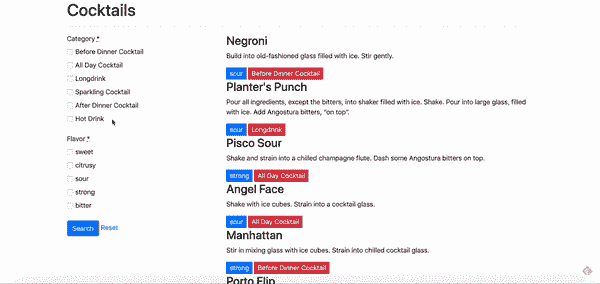 Cocktails
Category *
Before Dinner Cocktail
All Day Cocktail
Longdrink
Sparkling Cocktail
After Dinner Cocktail
Hot Drink
Flavor *
sweet
citrusy
sour
strong
bitter
Search Reset
Negroni
Build into old-fashioned glass filled with ice. Stir gently.
sour Before Dinner Cocktail
Planter's Punch
Pour all ingredients, except the bitters, into shaker filled with ice. Shake. Pour into large glass, filled
with ice. Add Angostura bitters, "on top".
sour Longdrink
Pisco Sour
Shake and strain into a chilled champagne flute. Dash some Angostura bitters on top.
strong All Day Cocktail
Angel Face
Shake with ice cubes. Strain into a cocktail glass.
sour All Day Cocktail
Manhattan
Stir in mixing glass with ice cubes. Strain into chilled cocktail glass.
strong Before Dinner Cocktail
Porto Flip